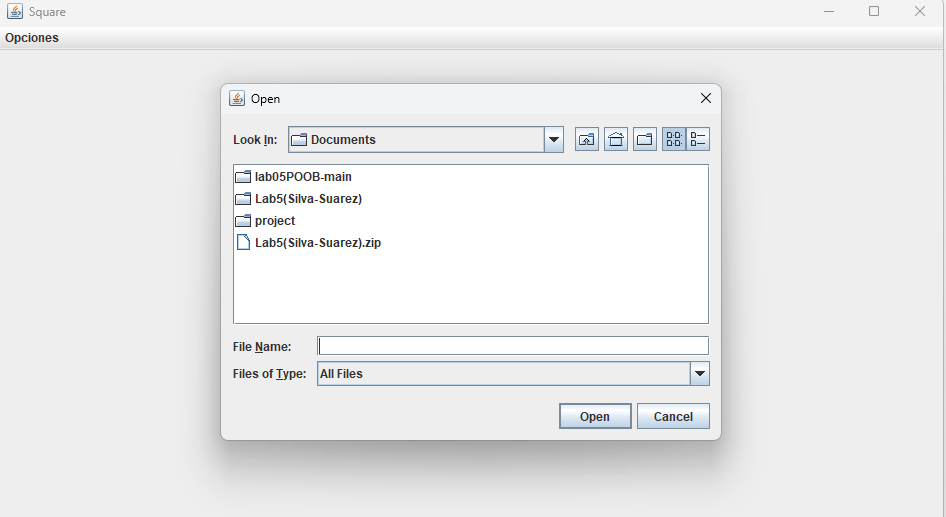 Square
Opciones
Open
Look In: Documents
lab05POOB-main
Lab5(Silva-Suarez)
project
Lab5(Silva-Suarez).zip
File Name:
Files of Type: All Files
Open Cancel